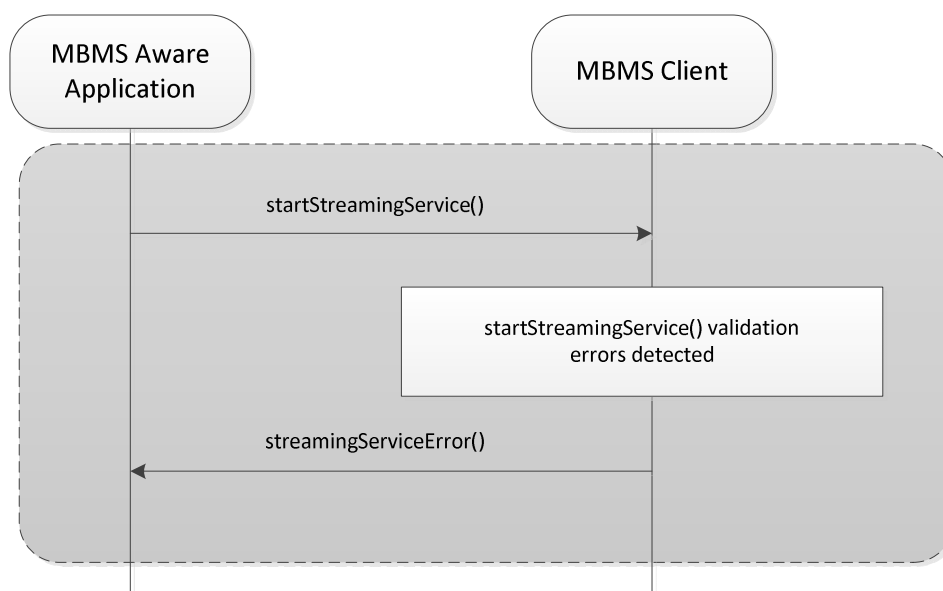 MBMS Aware
Application
MBMS Client
startStreamingService()
startStreamingService() validation
errors detected
streamingServiceError()